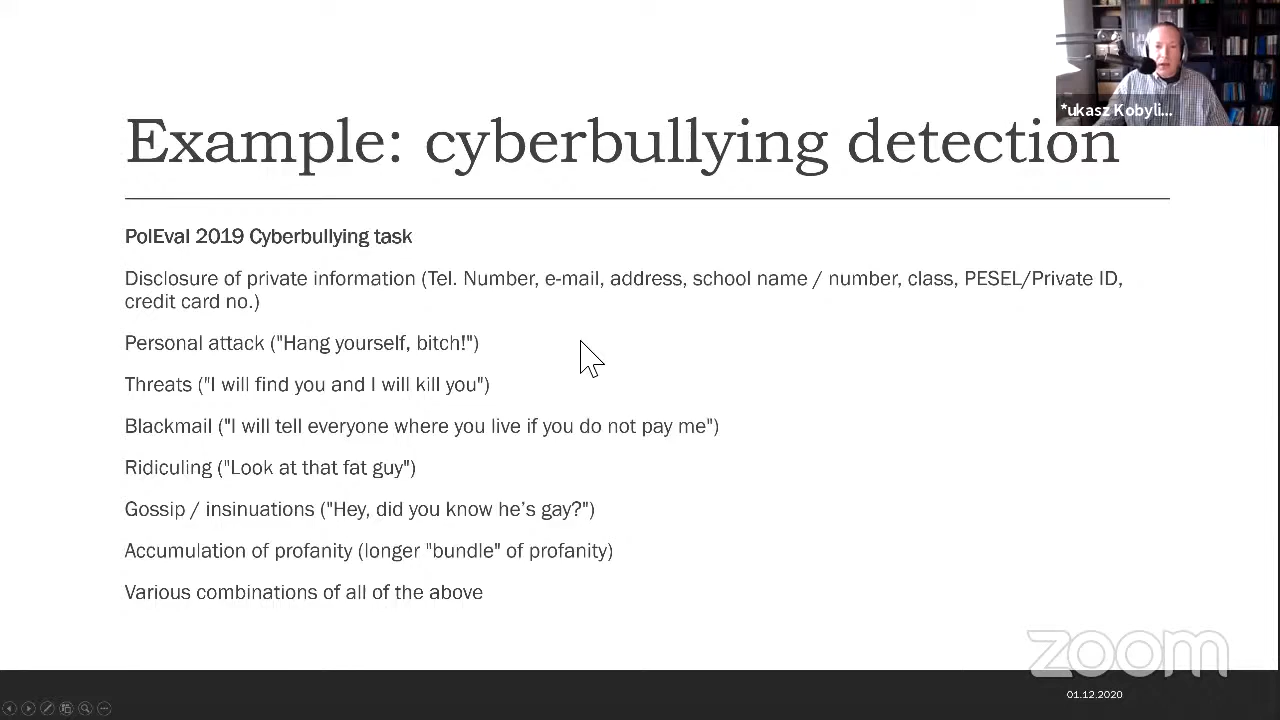 *ukasz Kobyli...
Example: cyberbullying detection
PolEval 2019 Cyberbullying task
Disclosure of private information (Tel. Number, e-mail, address, school name / number, class, PESEL/Private ID,
credit card no.)
Personal attack ("Hang yourself, bitch!")
Threats ("I will find you and I will kill you")
Blackmail ("I will tell everyone where you live if you do not pay me")
Ridiculing ("Look at that fat guy")
Gossip / insinuations ("Hey, did you know he’s gay?")
Accumulation of profanity (longer "bundle" of profanity)
Various combinations of all of the above
zoom
01.12.2020